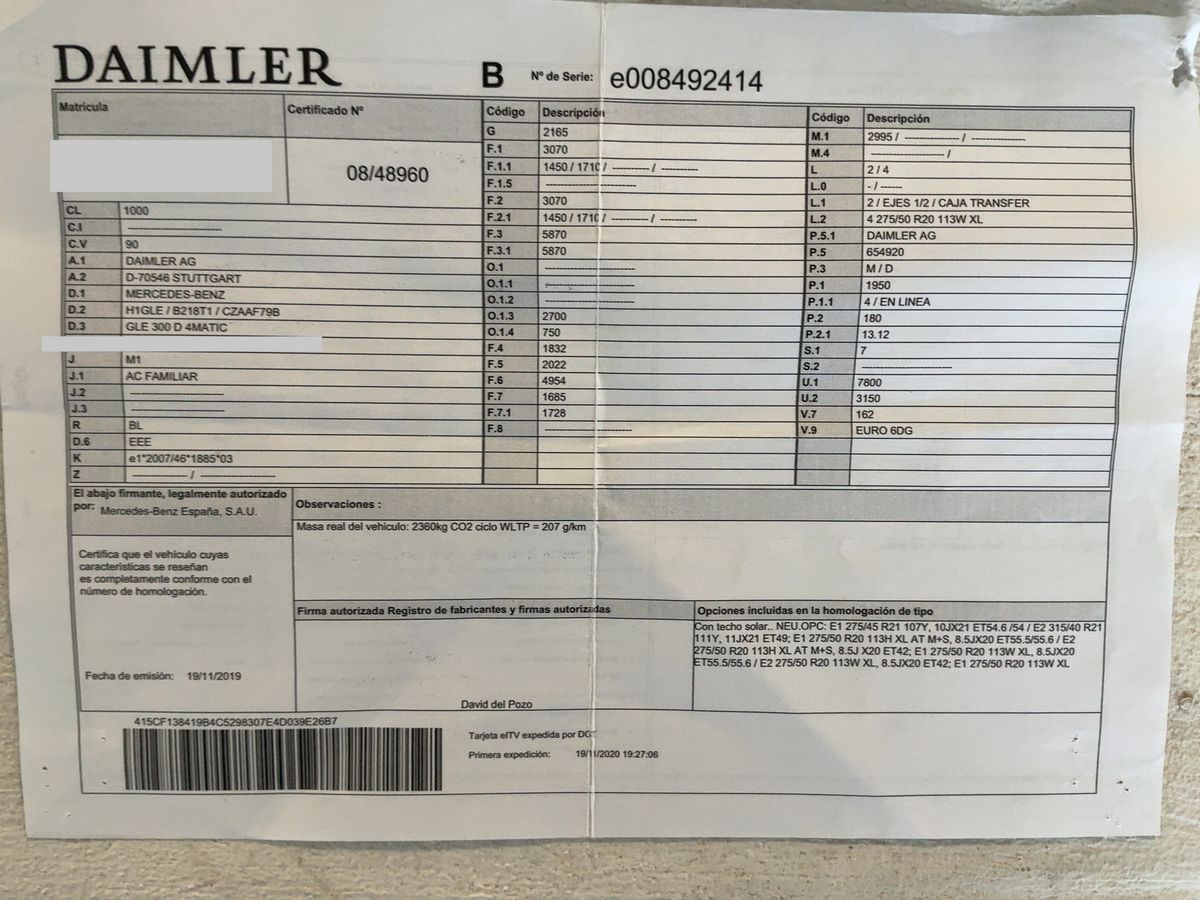 DAIMLER
B Nº de Serie: e008492414
Matrícula
Certificado Nº
08/48960
CL 1000
C.I ----------------------
C.V 90
A.1 DAIMLER AG
A.2 D-70546 STUTTGART
D.1 MERCEDES-BENZ
D.2 H1GLE / B218T1 / CZAAF79B
D.3 GLE 300 D 4MATIC
J M1
J.1 AC FAMILIAR
J.2 ----------------------
J.3 ----------------------
R BL
D.6 EEE
K e1*2007/46*1885*03
Z ------------- / -----------------
Código Descripción
G 2165
F.1 3070
F.1.1 1450 / 1710 / --------- / ---------
F.1.5 ----------------------
F.2 3070
F.2.1 1450 / 1710 / --------- / ---------
F.3 5870
F.3.1 5870
O.1 ----------------------
O.1.1 ----------------------
O.1.2 ----------------------
O.1.3 2700
O.1.4 750
F.4 1832
F.5 2022
F.6 4954
F.7 1685
F.7.1 1728
F.8 ----------------------
Código Descripción
M.1 2995 / ------------- / -------------
M.4 ------------------ /
L 2 / 4
L.0 - / -----
L.1 2 / EJES 1/2 / CAJA TRANSFER
L.2 4 275/50 R20 113W XL
P.5.1 DAIMLER AG
P.5 654920
P.3 M / D
P.1 1950
P.1.1 4 / EN LINEA
P.2 180
P.2.1 13.12
S.1 7
S.2 ----------------------
U.1 7800
U.2 3150
V.7 162
V.9 EURO 6DG
El abajo firmante, legalmente autorizado
por: Mercedes-Benz España, S.A.U.
Certifica que el vehículo cuyas
características se reseñan
es completamente conforme con el
número de homologación.
Fecha de emisión: 19/11/2019
Observaciones :
Masa real del vehiculo: 2360kg CO2 ciclo WLTP = 207 g/km
Firma autorizada Registro de fabricantes y firmas autorizadas
David del Pozo
Opciones incluidas en la homologación de tipo
Con techo solar.. NEU.OPC: E1 275/45 R21 107Y, 10JX21 ET54.6 /54 / E2 315/40 R21
111Y, 11JX21 ET49; E1 275/50 R20 113H XL AT M+S, 8.5JX20 ET55.5/55.6 / E2
275/50 R20 113H XL AT M+S, 8.5J X20 ET42; E1 275/50 R20 113W XL, 8.5JX20
ET55.5/55.6 / E2 275/50 R20 113W XL, 8.5JX20 ET42; E1 275/50 R20 113W XL
415CF138419B4C5298307E4D039E26B7
Tarjeta eITV expedida por DGT
Primera expedición: 19/11/2020 19:27:06